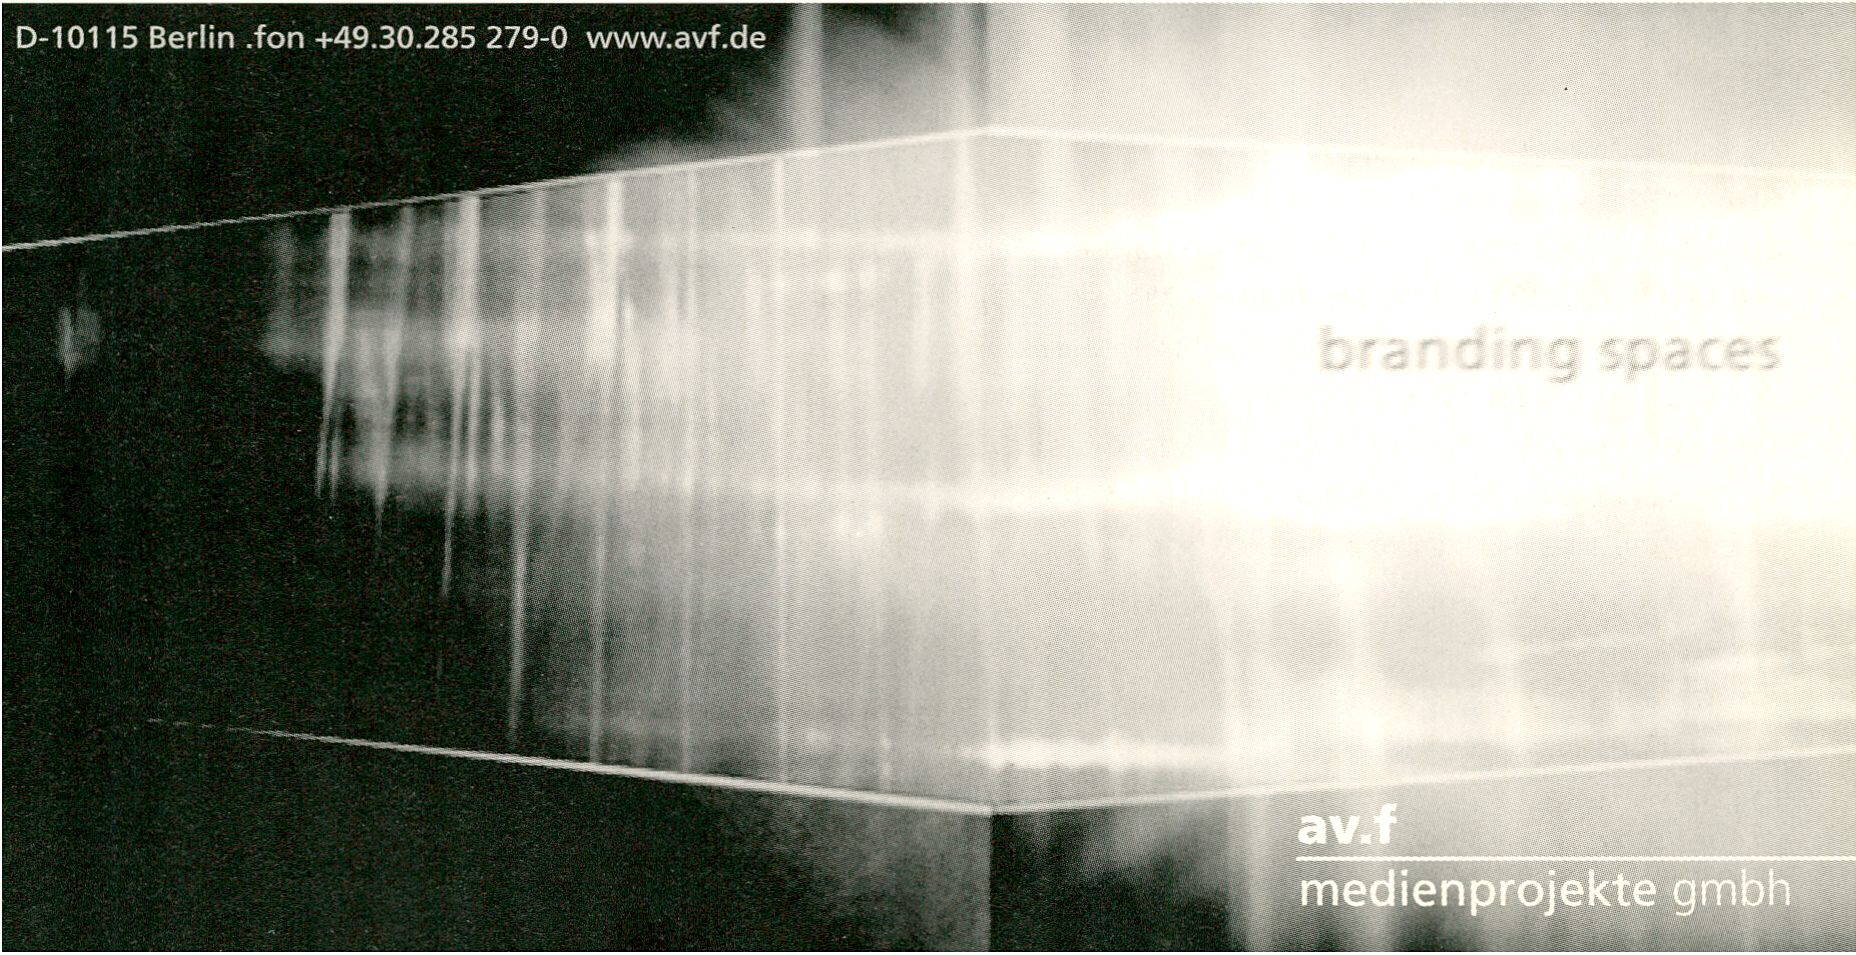 D-10115 Berlin .fon +49.30.285 279-0 www.avf.de
branding spaces
av.f
medienprojekte gmbh